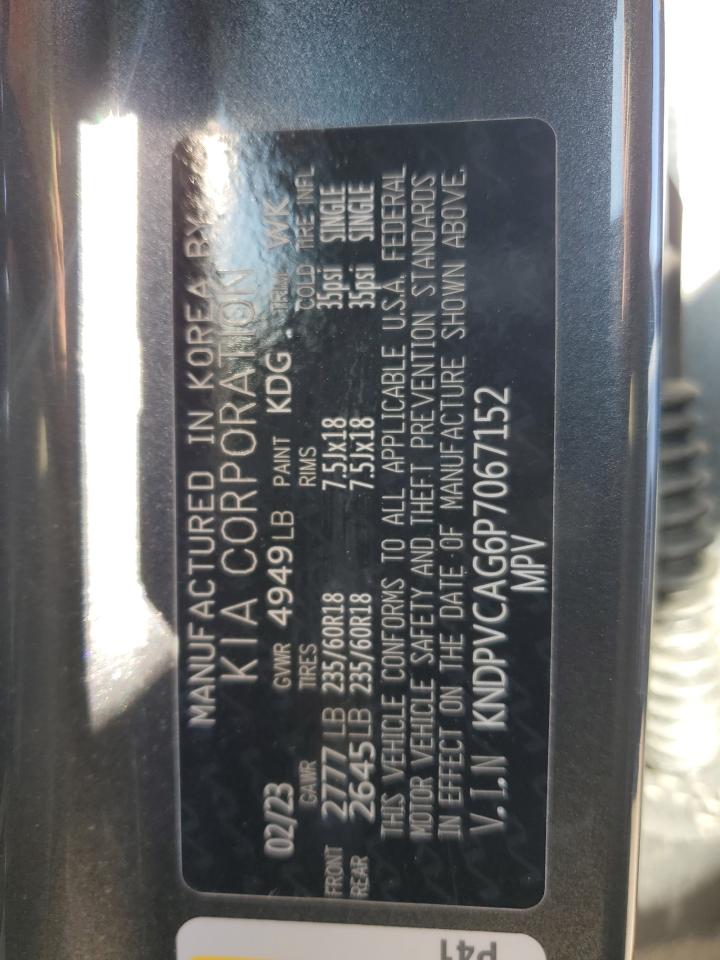 MANUFACTURED IN KOREA BY
KIA CORPORATION
02/23 GVWR 4949LB PAINT KDG TRIM WK
GAWR TIRES RIMS COLD TIRE INFL
FRONT 2777 LB 235/60R18 7.5Jx18 35psi SINGLE
REAR 2645LB 235/60R18 7.5Jx18 35psi SINGLE
THIS VEHICLE CONFORMS TO ALL APPLICABLE U.S.A. FEDERAL
MOTOR VEHICLE SAFETY AND THEFT PREVENTION STANDARDS
IN EFFECT ON THE DATE OF MANUFACTURE SHOWN ABOVE.
V.I.N KNDPVCAG6P7067152
MPV
P41